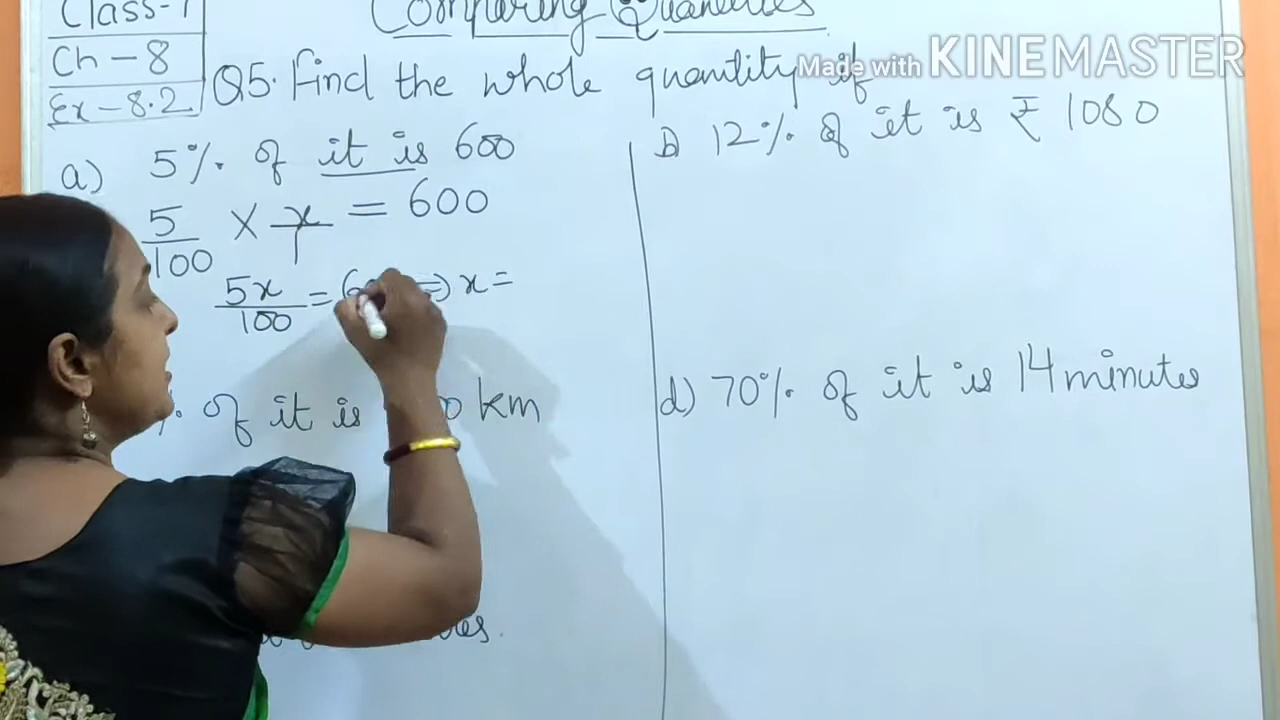 Class-7
Comparing Quantities
Ch-8
Ex-8.2
Q5. Find the whole quantity if
Made with KINEMASTER
a) 5% of it is 600
5/100 × x/1 = 600
5x/100 = ⇒ x =
% of it is km
b) 12% of it is ₹ 1080
d) 70% of it is 14 minutes